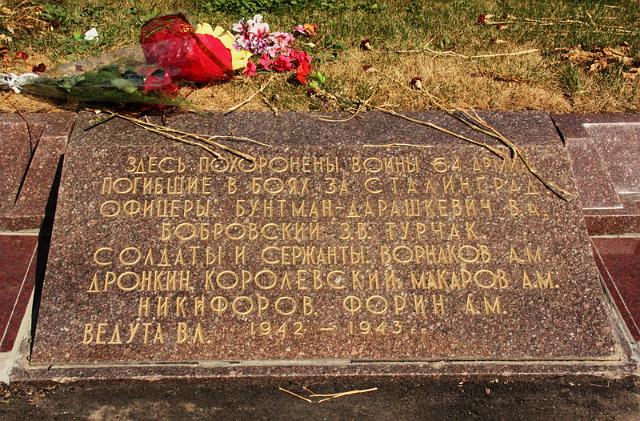 ЗДЕСЬ ПОХОРОНЕНЫ ВОИНЫ 64 АРМИИ
ПОГИБШИЕ В БОЯХ ЗА СТАЛИНГРАД.
ОФИЦЕРЫ: БУНТМАН-ДАРАШКЕВИЧ В.А.,
БОБРОВСКИЙ З.В. ТУРЧАК.
СОЛДАТЫ И СЕРЖАНТЫ: ВОРНАКОВ А.М.
ДРОНКИН, КОРОЛЕВСКИЙ, МАКАРОВ А.М.
НИКИФОРОВ, ФОРИН А.М.
ВЕДУТА ВЛ. 1942 — 1943 г.г.